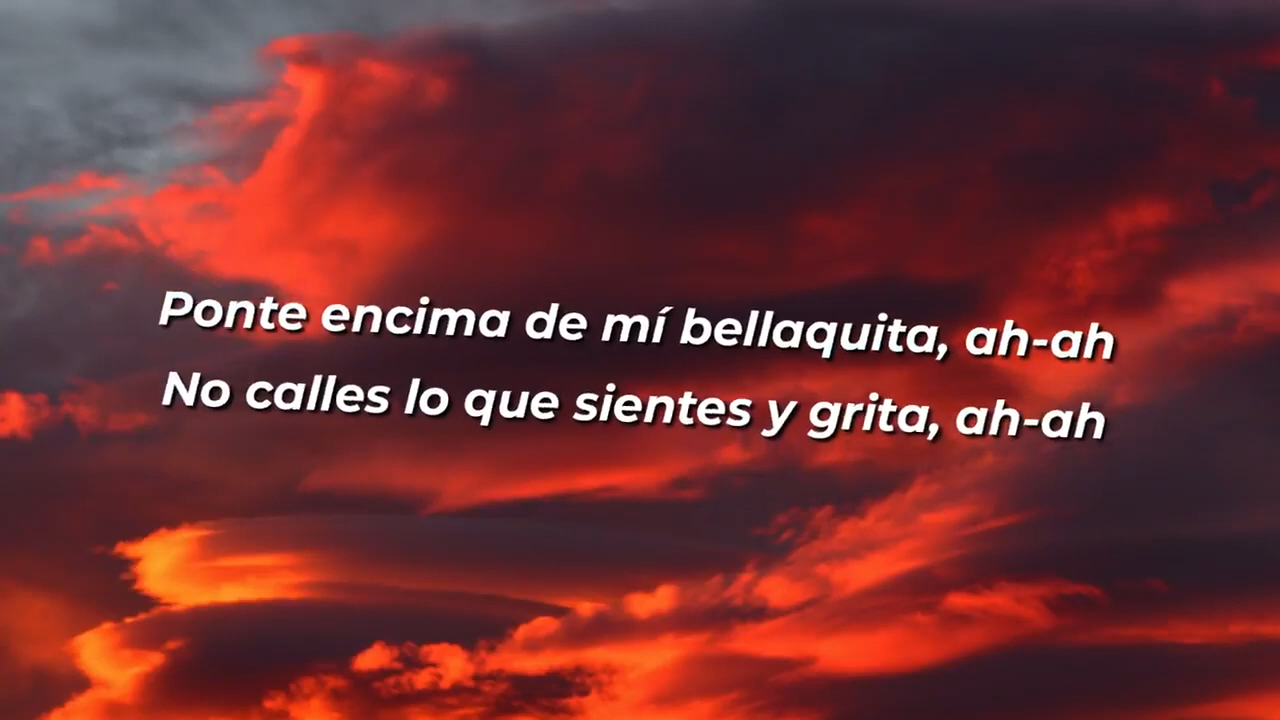 Ponte encima de mí bellaquita, ah-ah
No calles lo que sientes y grita, ah-ah